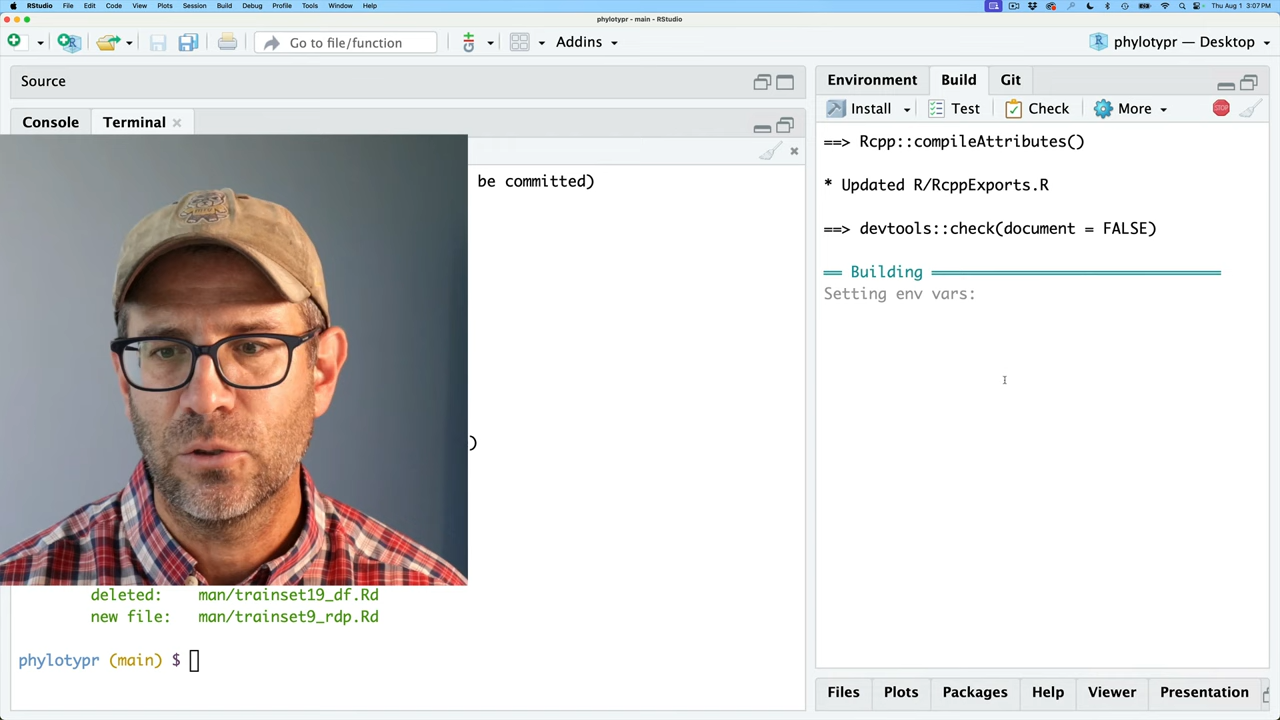 RStudio File Edit Code View Plots Session Build Debug Profile Tools Window Help Thu Aug 1 3:07 PM
phylotypr - main - RStudio
Go to file/function Addins phylotypr — Desktop
Source
Console Terminal
be committed)
)
deleted: man/trainset19_df.Rd
new file: man/trainset9_rdp.Rd
phylotypr (main) $
Environment Build Git
Install Test Check More STOP
==> Rcpp::compileAttributes()
* Updated R/RcppExports.R
==> devtools::check(document = FALSE)
══ Building ═══════════════════════════
Setting env vars:
Files Plots Packages Help Viewer Presentation